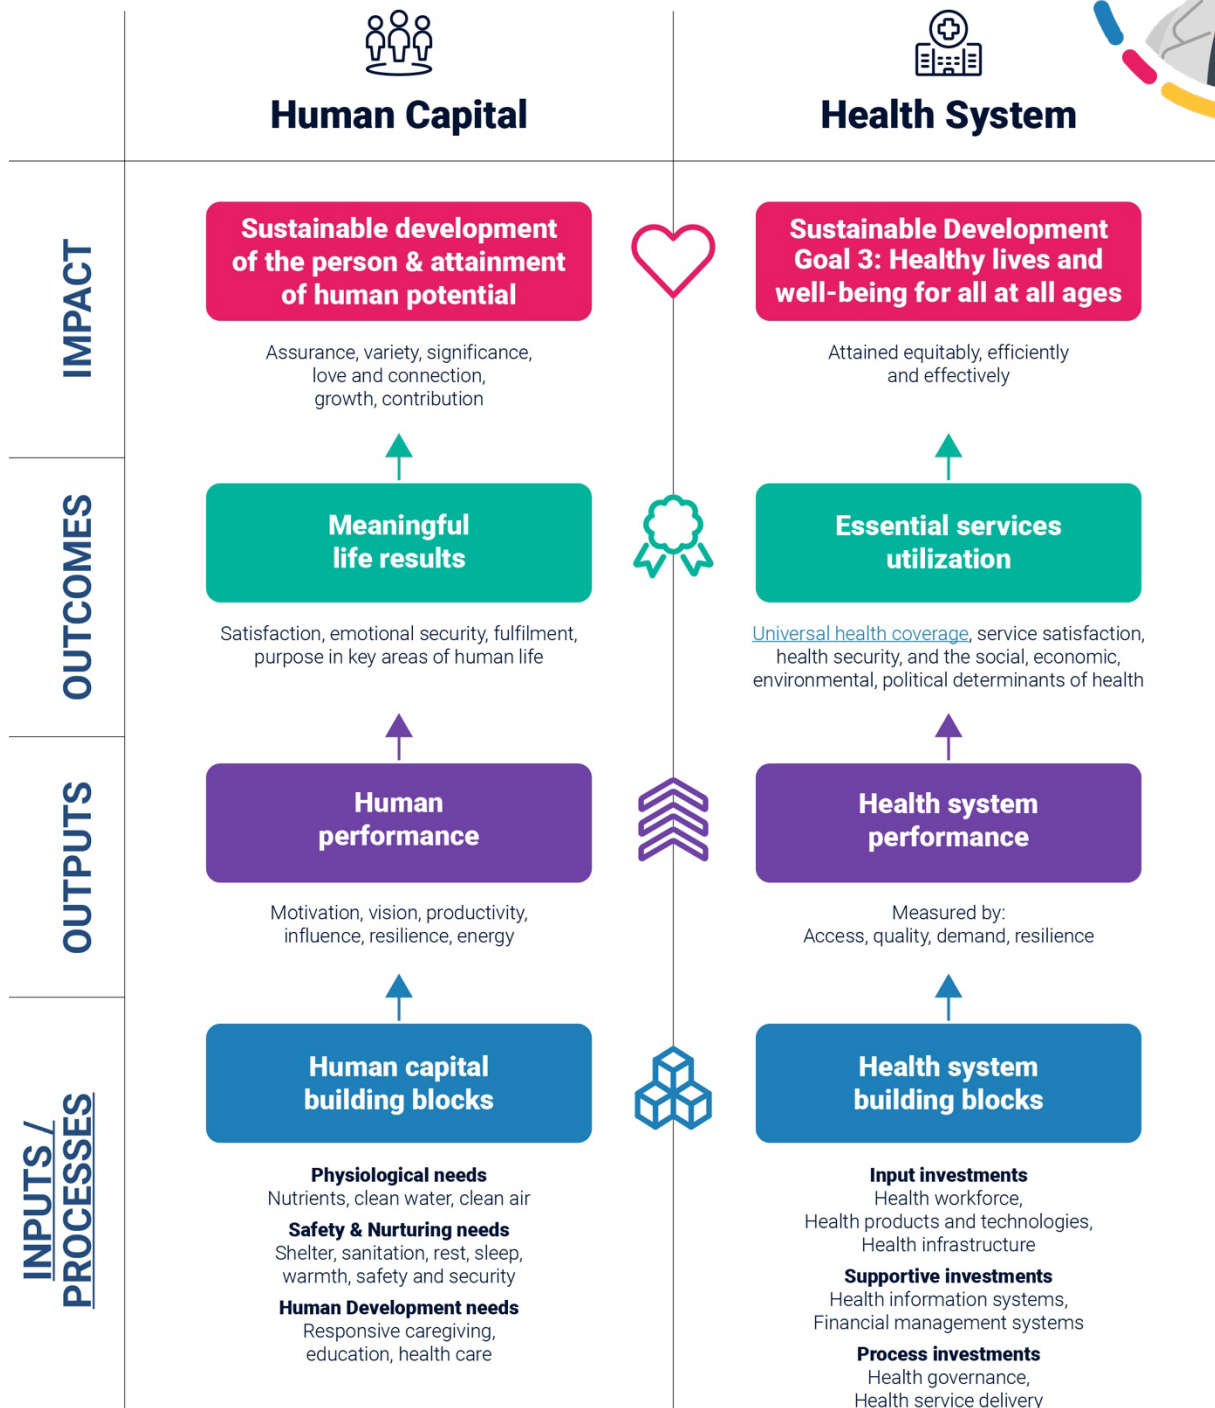 Human Capital
Health System
IMPACT
Sustainable development
of the person & attainment
of human potential
Assurance, variety, significance,
love and connection,
growth, contribution
Sustainable Development
Goal 3: Healthy lives and
well-being for all at all ages
Attained equitably, efficiently
and effectively
OUTCOMES
Meaningful
life results
Satisfaction, emotional security, fulfilment,
purpose in key areas of human life
Essential services
utilization
Universal health coverage, service satisfaction,
health security, and the social, economic,
environmental, political determinants of health
OUTPUTS
Human
performance
Motivation, vision, productivity,
influence, resilience, energy
Health system
performance
Measured by:
Access, quality, demand, resilience
INPUTS /
PROCESSES
Human capital
building blocks
Physiological needs
Nutrients, clean water, clean air
Safety & Nurturing needs
Shelter, sanitation, rest, sleep,
warmth, safety and security
Human Development needs
Responsive caregiving,
education, health care
Health system
building blocks
Input investments
Health workforce,
Health products and technologies,
Health infrastructure
Supportive investments
Health information systems,
Financial management systems
Process investments
Health governance,
Health service delivery